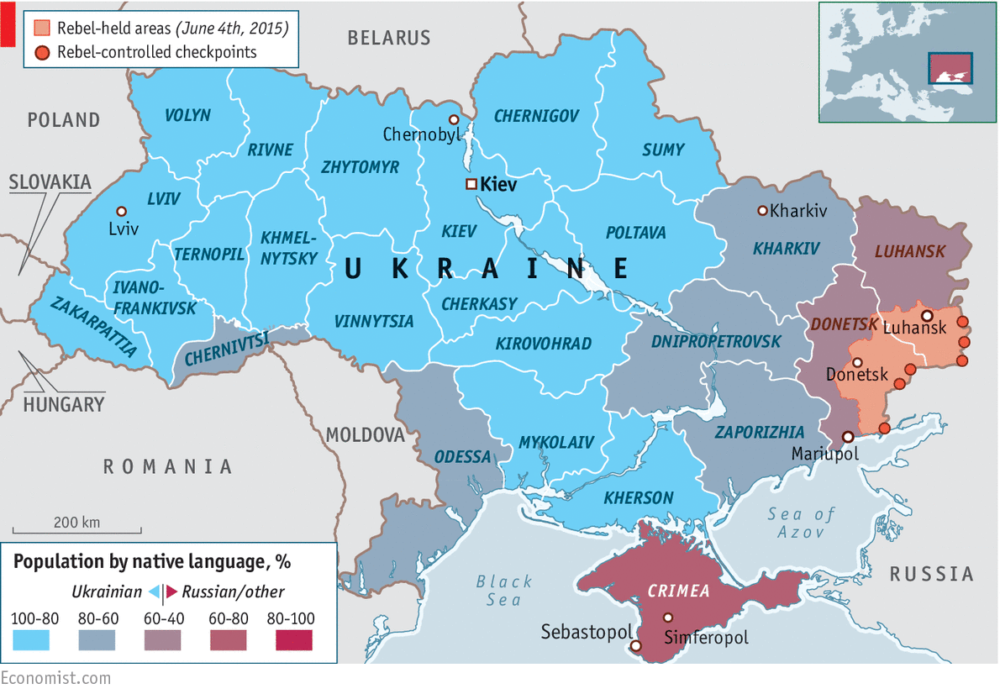 Rebel-held areas (June 4th, 2015)
Rebel-controlled checkpoints
BELARUS
POLAND
SLOVAKIA
HUNGARY
ROMANIA
MOLDOVA
RUSSIA
UKRAINE
VOLYN
RIVNE
ZHYTOMYR
Chernobyl
CHERNIGOV
SUMY
Kiev
LVIV
Lviv
TERNOPIL
KHMEL-
NYTSKY
KIEV
POLTAVA
Kharkiv
KHARKIV
LUHANSK
IVANO-
FRANKIVSK
ZAKARPATTIA
CHERNIVTSI
VINNYTSIA
CHERKASY
KIROVOHRAD
DNIPROPETROVSK
DONETSK
Luhansk
Donetsk
ODESSA
MYKOLAIV
ZAPORIZHIA
Mariupol
KHERSON
Sea of
Azov
Black
Sea
CRIMEA
Simferopol
Sebastopol
200 km
Population by native language, %
Ukrainian Russian/other
100-80 80-60 60-40 60-80 80-100
Economist.com